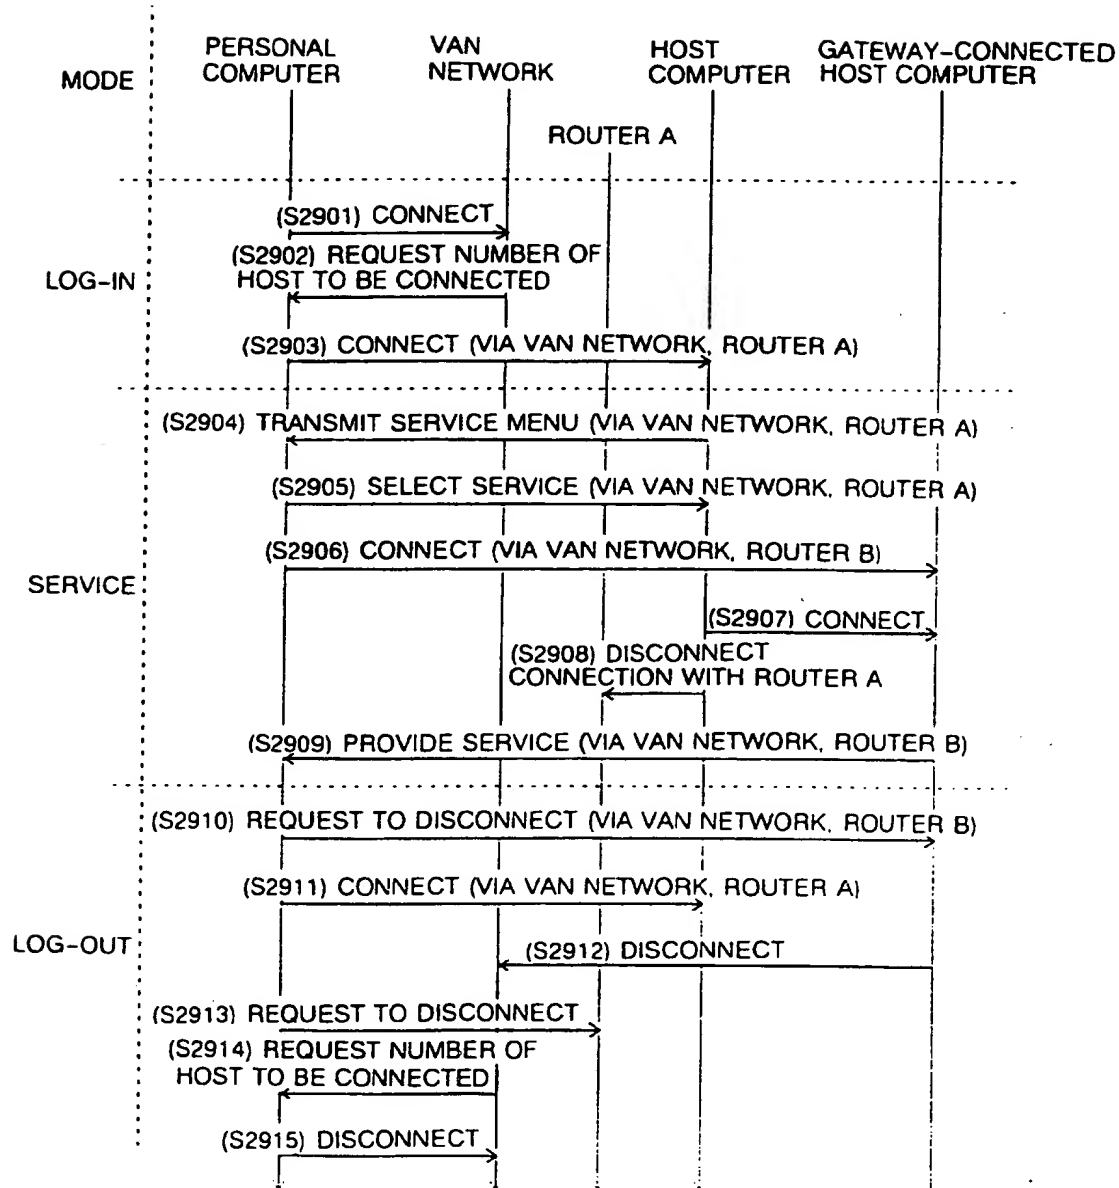 MODE
PERSONAL
COMPUTER
VAN
NETWORK
HOST
COMPUTER
GATEWAY-CONNECTED
HOST COMPUTER
ROUTER A
LOG-IN
(S2901) CONNECT
(S2902) REQUEST NUMBER OF
HOST TO BE CONNECTED
(S2903) CONNECT (VIA VAN NETWORK, ROUTER A)
SERVICE
(S2904) TRANSMIT SERVICE MENU (VIA VAN NETWORK, ROUTER A)
(S2905) SELECT SERVICE (VIA VAN NETWORK, ROUTER A)
(S2906) CONNECT (VIA VAN NETWORK, ROUTER B)
(S2907) CONNECT
(S2908) DISCONNECT
CONNECTION WITH ROUTER A
(S2909) PROVIDE SERVICE (VIA VAN NETWORK, ROUTER B)
LOG-OUT
(S2910) REQUEST TO DISCONNECT (VIA VAN NETWORK, ROUTER B)
(S2911) CONNECT (VIA VAN NETWORK, ROUTER A)
(S2912) DISCONNECT
(S2913) REQUEST TO DISCONNECT
(S2914) REQUEST NUMBER OF
HOST TO BE CONNECTED
(S2915) DISCONNECT